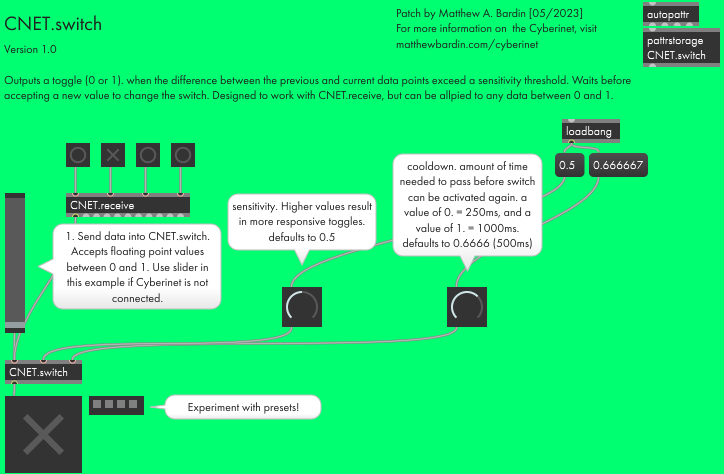 CNET.switch
Version 1.0
Patch by Matthew A. Bardin [05/2023]
For more information on  the Cyberinet, visit
matthewbardin.com/cyberinet
autopattr
pattrstorage
CNET.switch
Outputs a toggle (0 or 1). when the difference between the previous and current data points exceed a sensitivity threshold. Waits before
accepting a new value to change the switch. Designed to work with CNET.receive, but can be allpied to any data between 0 and 1.
loadbang
0.5
0.666667
CNET.receive
1. Send data into CNET.switch.
Accepts floating point values
between 0 and 1. Use slider in
this example if Cyberinet is not
connected.
sensitivity. Higher values result
in more responsive toggles.
defaults to 0.5
cooldown. amount of time
needed to pass before switch
can be activated again. a
value of 0. = 250ms, and a
value of 1. = 1000ms.
defaults to 0.6666 (500ms)
CNET.switch
Experiment with presets!